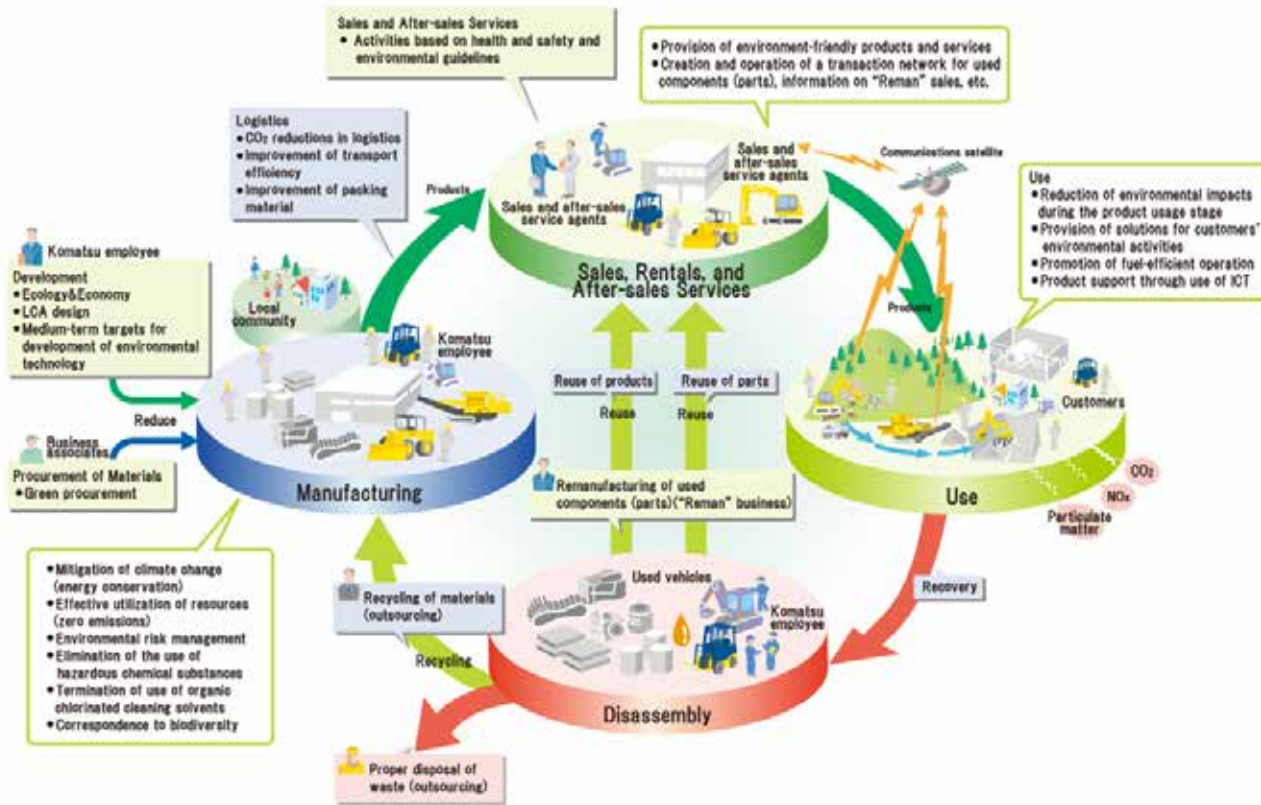 Sales and After-sales Services
● Activities based on health and safety and
environmental guidelines
● Provision of environment-friendly products and services
● Creation and operation of a transaction network for used
components (parts), information on “Reman” sales, etc.
Logistics
● CO₂ reductions in logistics
● Improvement of transport
efficiency
● Improvement of packing
material
Products
Sales and after-sales
service agents
Sales and
after-sales
service agents
Communications satellite
Sales, Rentals, and
After-sales Services
Use
● Reduction of environmental impacts
during the product usage stage
● Provision of solutions for customers’
environmental activities
● Promotion of fuel-efficient operation
● Product support through use of ICT
Komatsu employee
Development
● Ecology&Economy
● LCA design
● Medium-term targets for
development of environmental
technology
Local
community
Komatsu
employee
Products
Reduce
Business
associates
Procurement of Materials
● Green procurement
Manufacturing
Reuse of products
Reuse
Reuse of parts
Reuse
Customers
Use
CO₂
NOx
Particulate
matter
Remanufacturing of used
components (parts)(“Reman” business)
● Mitigation of climate change
(energy conservation)
● Effective utilization of resources
(zero emissions)
● Environmental risk management
● Elimination of the use of
hazardous chemical substances
● Termination of use of organic
chlorinated cleaning solvents
● Correspondence to biodiversity
Recycling of materials
(outsourcing)
Recycling
Used vehicles
Komatsu
employee
Recovery
Disassembly
Proper disposal of
waste (outsourcing)